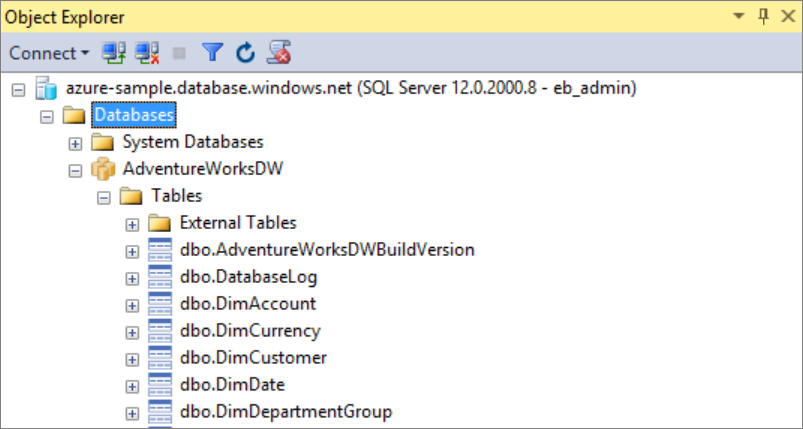 Object Explorer
Connect
azure-sample.database.windows.net (SQL Server 12.0.2000.8 - eb_admin)
Databases
System Databases
AdventureWorksDW
Tables
External Tables
dbo.AdventureWorksDWBuildVersion
dbo.DatabaseLog
dbo.DimAccount
dbo.DimCurrency
dbo.DimCustomer
dbo.DimDate
dbo.DimDepartmentGroup